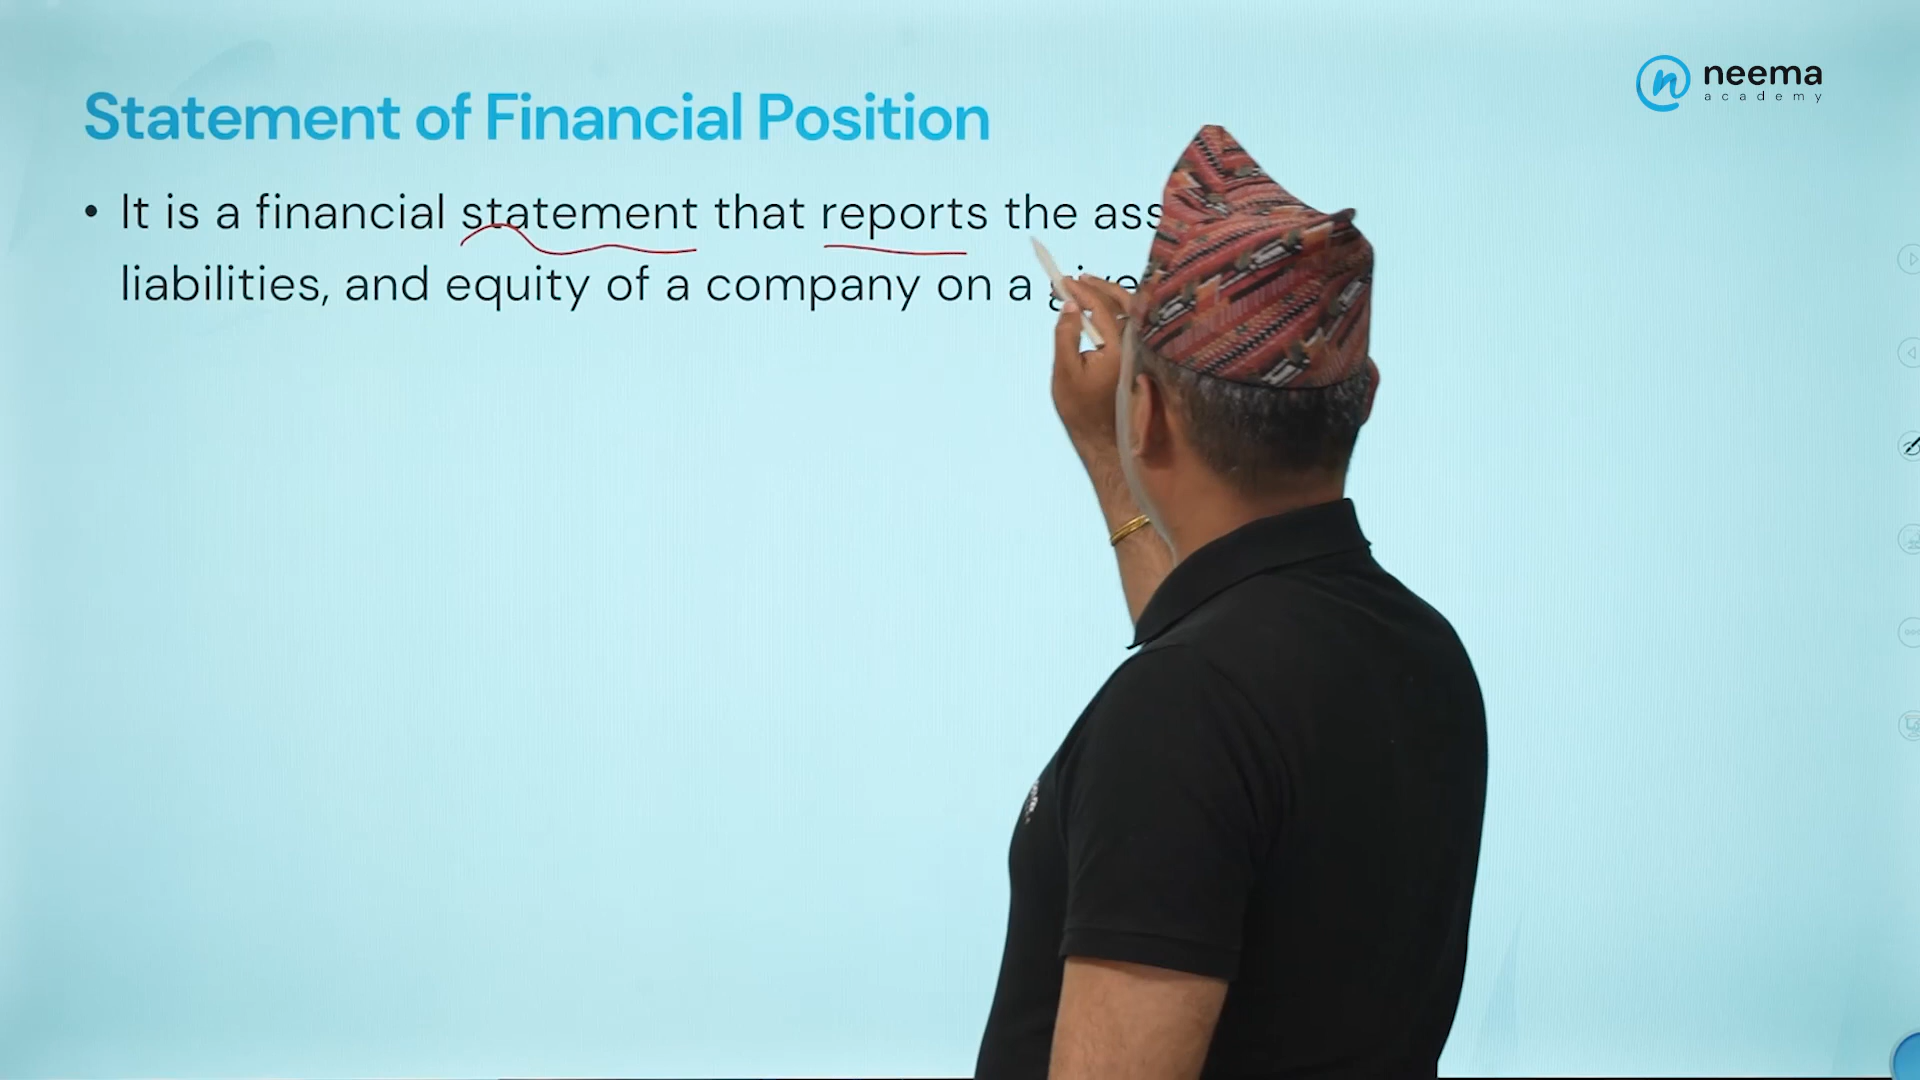 neema
academy
Statement of Financial Position
• It is a financial statement that reports the
liabilities, and equity of a company on a